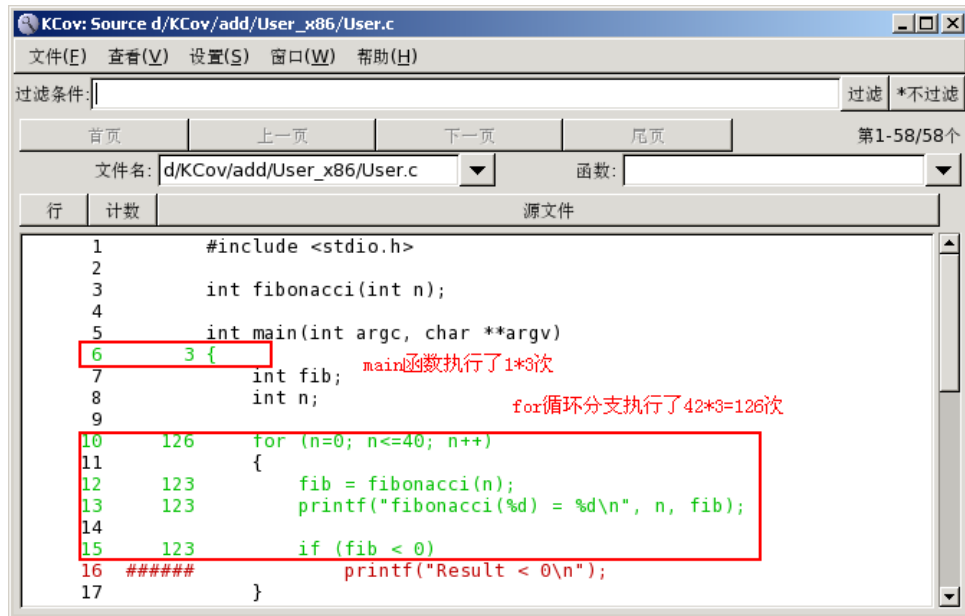 KCov: Source d/KCov/add/User_x86/User.c
文件(F) 查看(V) 设置(S) 窗口(W) 帮助(H)
过滤条件: 过滤 *不过滤
首页 上一页 下一页 尾页 第1-58/58个
文件名: d/KCov/add/User_x86/User.c 函数:
行 计数 源文件
1 #include <stdio.h>
2
3 int fibonacci(int n);
4
5 int main(int argc, char **argv)
6 3 {
main函数执行了1*3次
7 int fib;
8 int n;
for循环分支执行了42*3=126次
9
10 126 for (n=0; n<=40; n++)
11 {
12 123 fib = fibonacci(n);
13 123 printf("fibonacci(%d) = %d\n", n, fib);
14
15 123 if (fib < 0)
16 ###### printf("Result < 0\n");
17 }